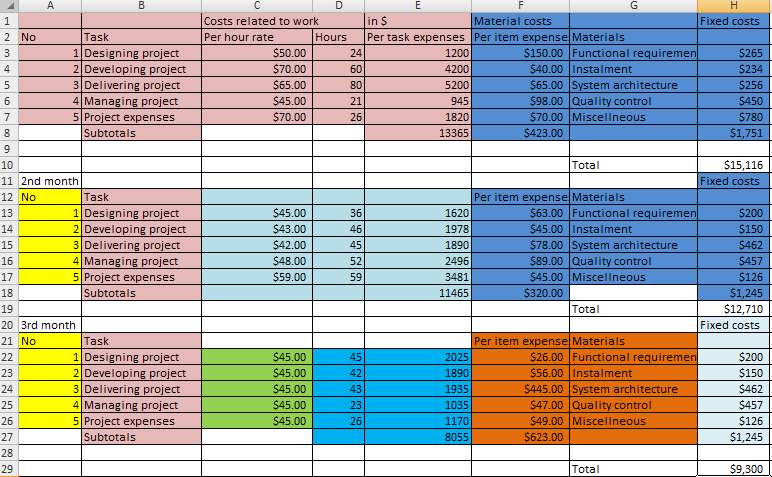 A B C D E F G H
1 Costs related to work in $ Material costs Fixed costs
2 No Task Per hour rate Hours Per task expenses Per item expense Materials
3 1 Designing project $50.00 24 1200 $150.00 Functional requiremen $265
4 2 Developing project $70.00 60 4200 $40.00 Instalment $234
5 3 Delivering project $65.00 80 5200 $65.00 System architecture $256
6 4 Managing project $45.00 21 945 $98.00 Quality control $450
7 5 Project expenses $70.00 26 1820 $70.00 Miscellneous $780
8 Subtotals 13365 $423.00 $1,751
9
10 Total $15,116
11 2nd month Fixed costs
12 No Task Per item expense Materials
13 1 Designing project $45.00 36 1620 $63.00 Functional requiremen $200
14 2 Developing project $43.00 46 1978 $45.00 Instalment $150
15 3 Delivering project $42.00 45 1890 $78.00 System architecture $462
16 4 Managing project $48.00 52 2496 $89.00 Quality control $457
17 5 Project expenses $59.00 59 3481 $45.00 Miscellneous $126
18 Subtotals 11465 $320.00 $1,245
19 Total $12,710
20 3rd month Fixed costs
21 No Task Per item expense Materials
22 1 Designing project $45.00 45 2025 $26.00 Functional requiremen $200
23 2 Developing project $45.00 42 1890 $56.00 Instalment $150
24 3 Delivering project $45.00 43 1935 $445.00 System architecture $462
25 4 Managing project $45.00 23 1035 $47.00 Quality control $457
26 5 Project expenses $45.00 26 1170 $49.00 Miscellneous $126
27 Subtotals 8055 $623.00 $1,245
28
29 Total $9,300